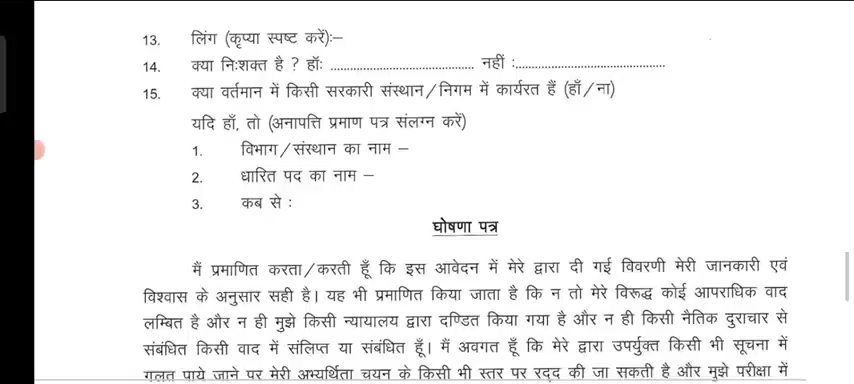 13. लिंग (कृप्या स्पष्ट करें):–
14. क्या निःशक्त है ? हॉः ............................................ नहीं :..............................................
15. क्या वर्तमान में किसी सरकारी संस्थान/निगम में कार्यरत हैं (हाँ/ना)
यदि हाँ, तो (अनापत्ति प्रमाण पत्र संलग्न करें)
1. विभाग/संस्थान का नाम –
2. धारित पद का नाम –
3. कब से :
घोषणा पत्र
मैं प्रमाणित करता/करती हूँ कि इस आवेदन में मेरे द्वारा दी गई विवरणी मेरी जानकारी एवं
विश्वास के अनुसार सही है। यह भी प्रमाणित किया जाता है कि न तो मेरे विरूद्ध कोई आपराधिक वाद
लम्बित है और न ही मुझे किसी न्यायालय द्वारा दण्डित किया गया है और न ही किसी नैतिक दुराचार से
संबंधित किसी वाद में संलिप्त या संबंधित हूँ। मैं अवगत हूँ कि मेरे द्वारा उपर्युक्त किसी भी सूचना में
गलत पाये जाने पर मेरी अभ्यर्थिता चयन के किसी भी स्तर पर रद्द की जा सकती है और मुझे परीक्षा में